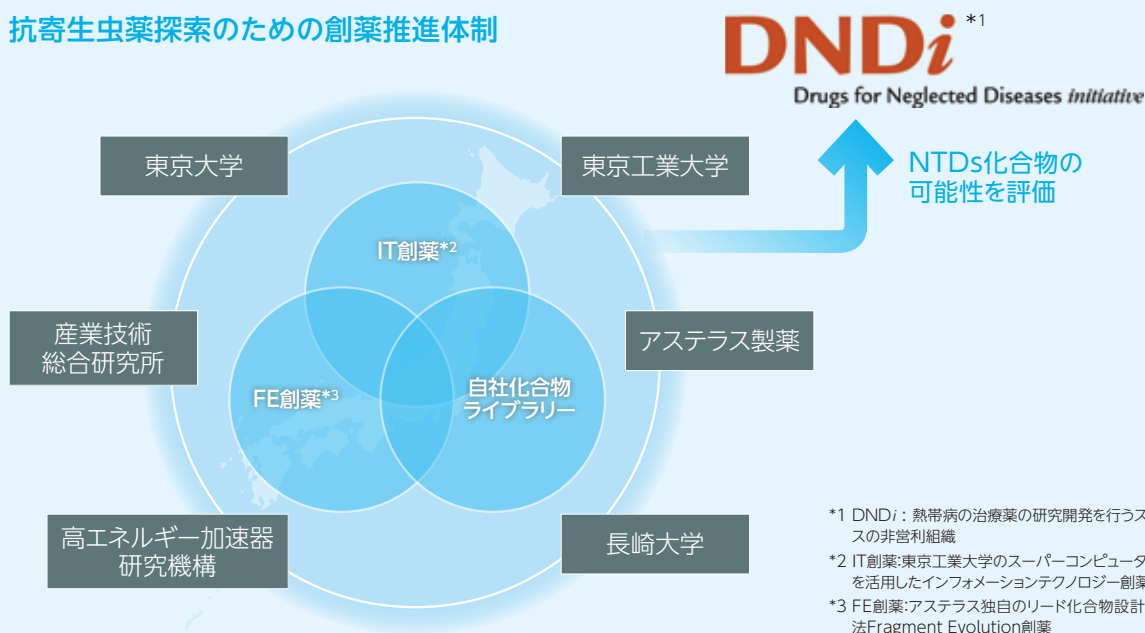 抗寄生虫薬探索のための創薬推進体制
DNDi *1
Drugs for Neglected Diseases initiative
東京大学
東京工業大学
NTDs化合物の
可能性を評価
IT創薬*2
産業技術
総合研究所
アステラス製薬
FE創薬*3
自社化合物
ライブラリー
高エネルギー加速器
研究機構
長崎大学
*1 DNDi：熱帯病の治療薬の研究開発を行うス
スの非営利組織
*2 IT創薬:東京工業大学のスーパーコンピュータ
を活用したインフォメーションテクノロジー創薬
*3 FE創薬:アステラス独自のリード化合物設計
法Fragment Evolution創薬